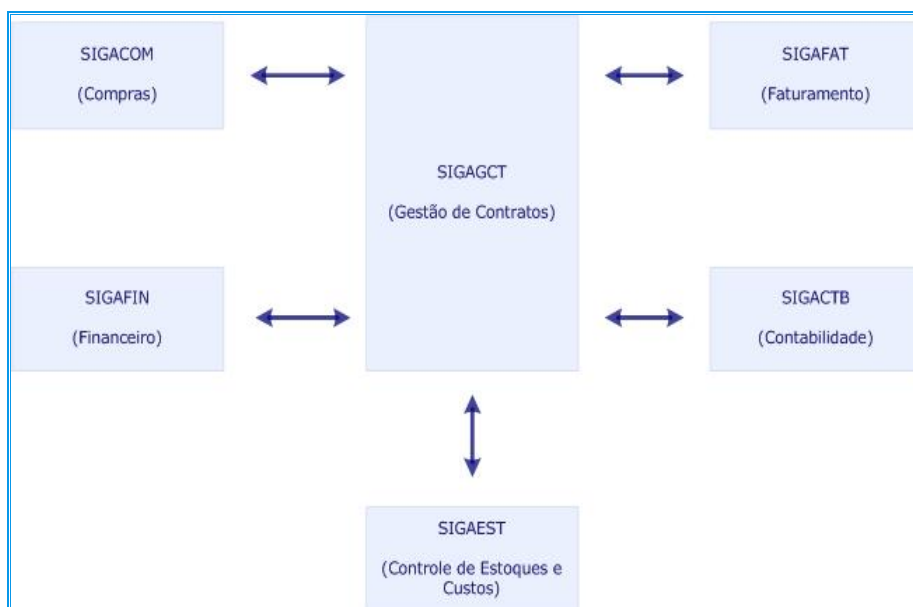 SIGACOM
(Compras)
SIGAFAT
(Faturamento)
SIGAGCT
(Gestão de Contratos)
SIGAFIN
(Financeiro)
SIGACTB
(Contabilidade)
SIGAEST
(Controle de Estoques e
Custos)